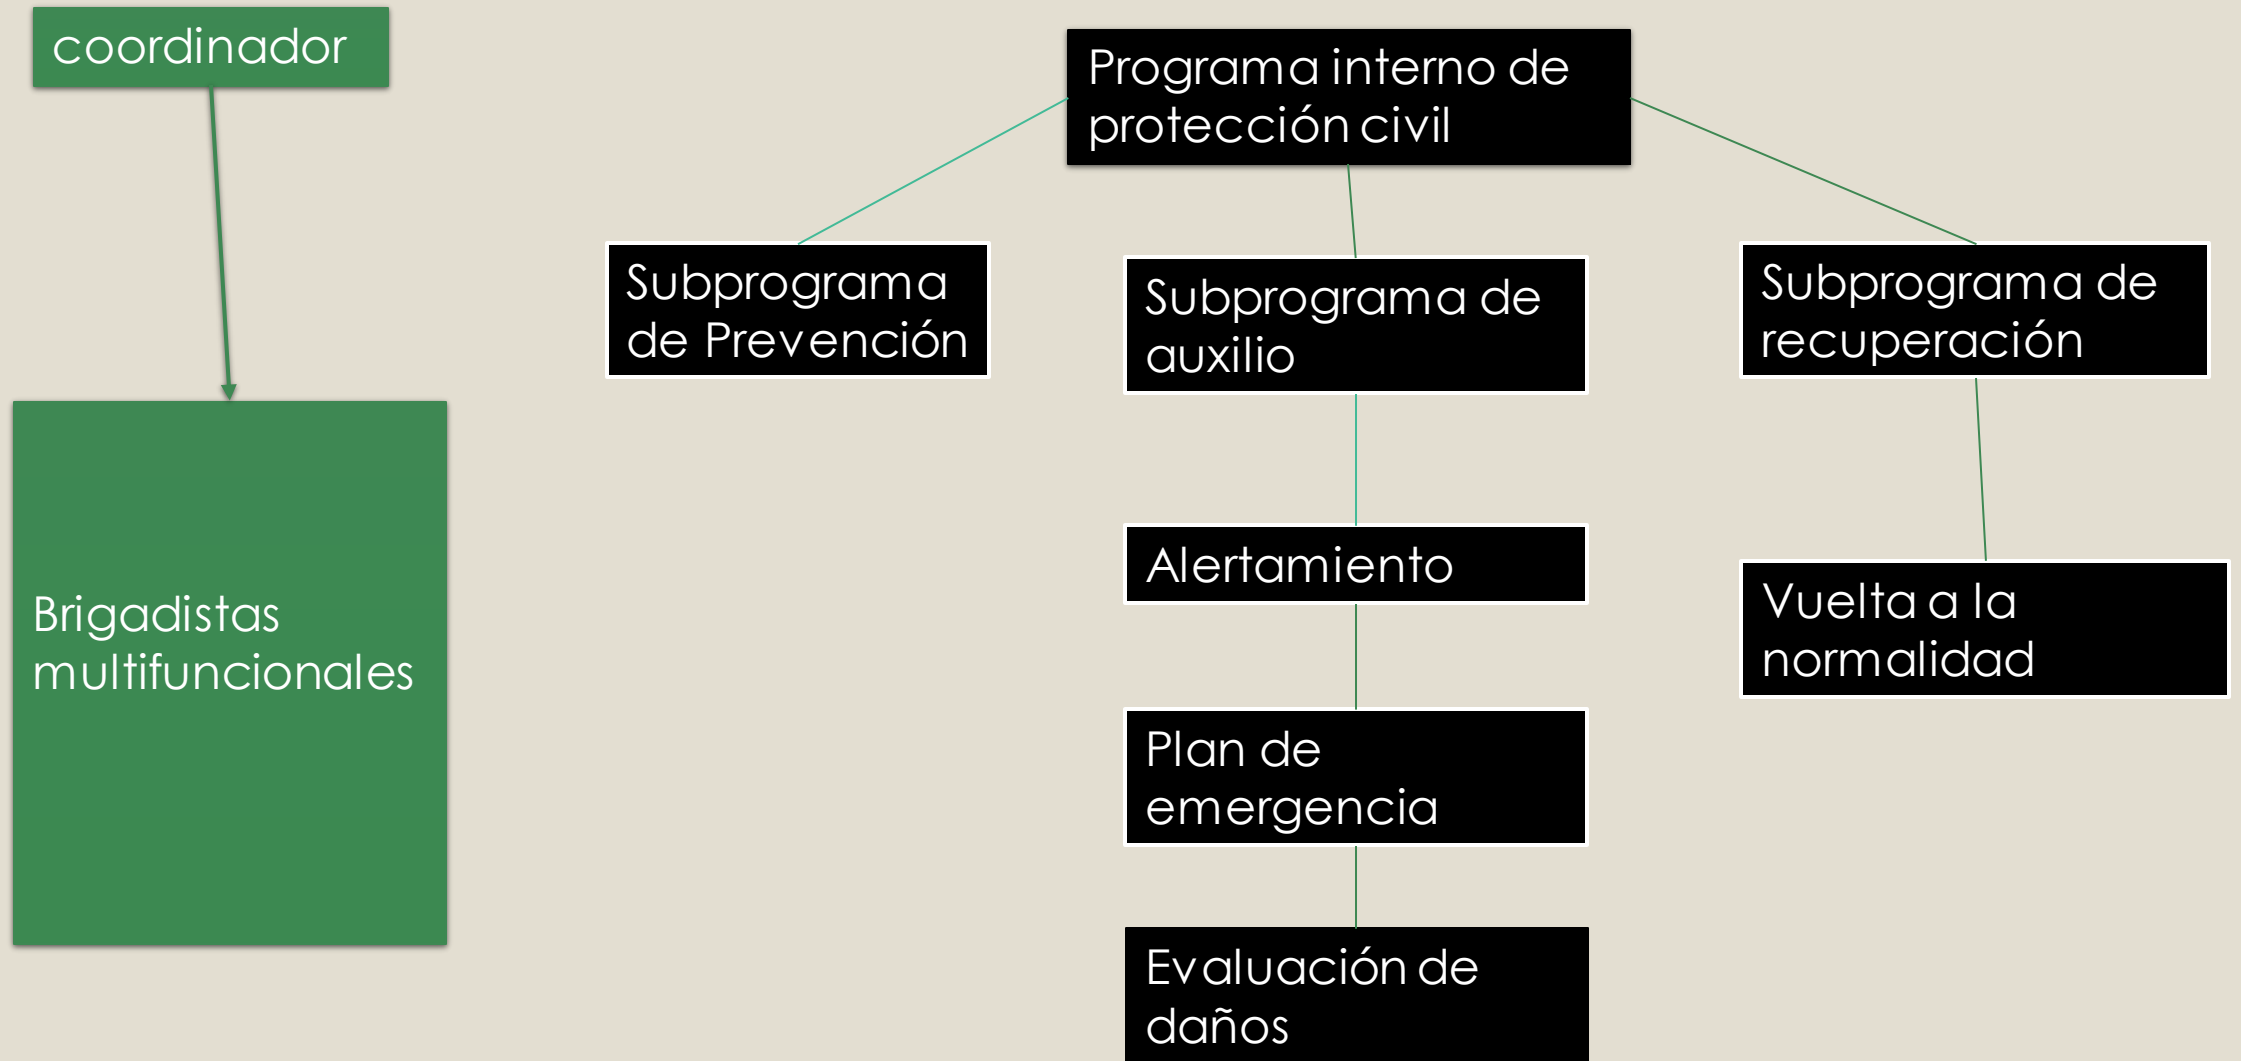 coordinador
Programa interno de
protección civil
Subprograma
de Prevención
Subprograma de
auxilio
Subprograma de
recuperación
Brigadistas
multifuncionales
Alertamiento
Vuelta a la
normalidad
Plan de
emergencia
Evaluación de
daños